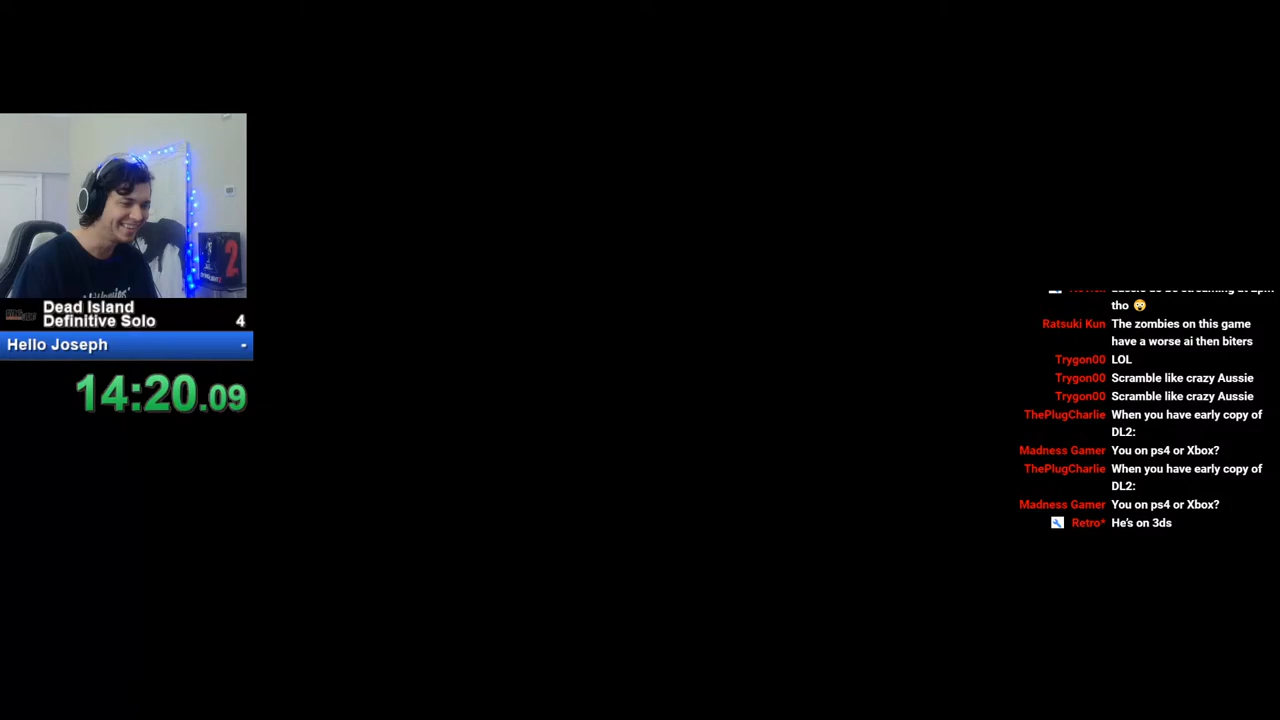 Dead Island
Definitive Solo 4
Hello Joseph -
14:20.09
tho 😳
Ratsuki Kun The zombies on this game
have a worse ai then biters
Trygon00 LOL
Trygon00 Scramble like crazy Aussie
Trygon00 Scramble like crazy Aussie
ThePlugCharlie When you have early copy of
DL2:
Madness Gamer You on ps4 or Xbox?
ThePlugCharlie When you have early copy of
DL2:
Madness Gamer You on ps4 or Xbox?
Retro* He's on 3ds
2